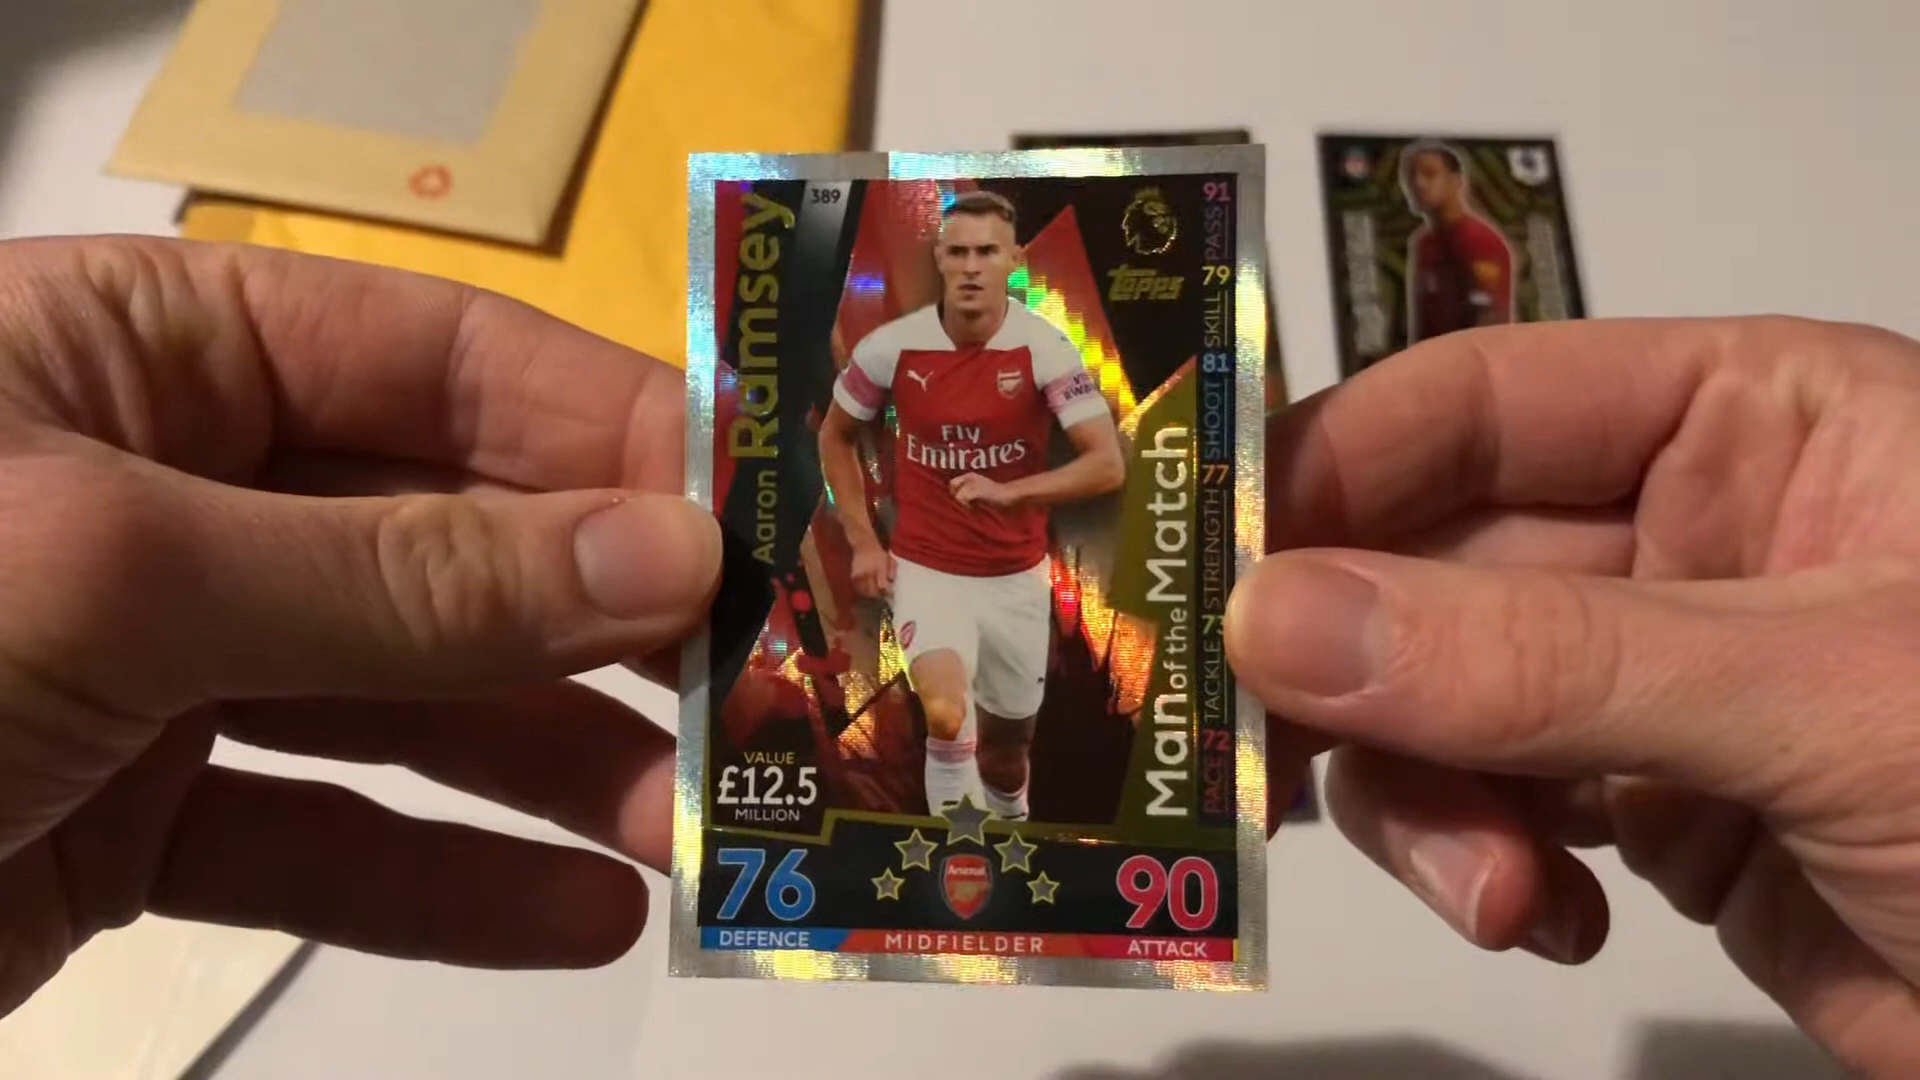 389
Aaron Ramsey
Topps
91
PASS
79
SKILL
81
SHOOT
77
STRENGTH
73
TACKLE
72
PACE
Fly
Emirates
Man of the Match
VALUE
£12.5
MILLION
Arsenal
76
DEFENCE
MIDFIELDER
90
ATTACK